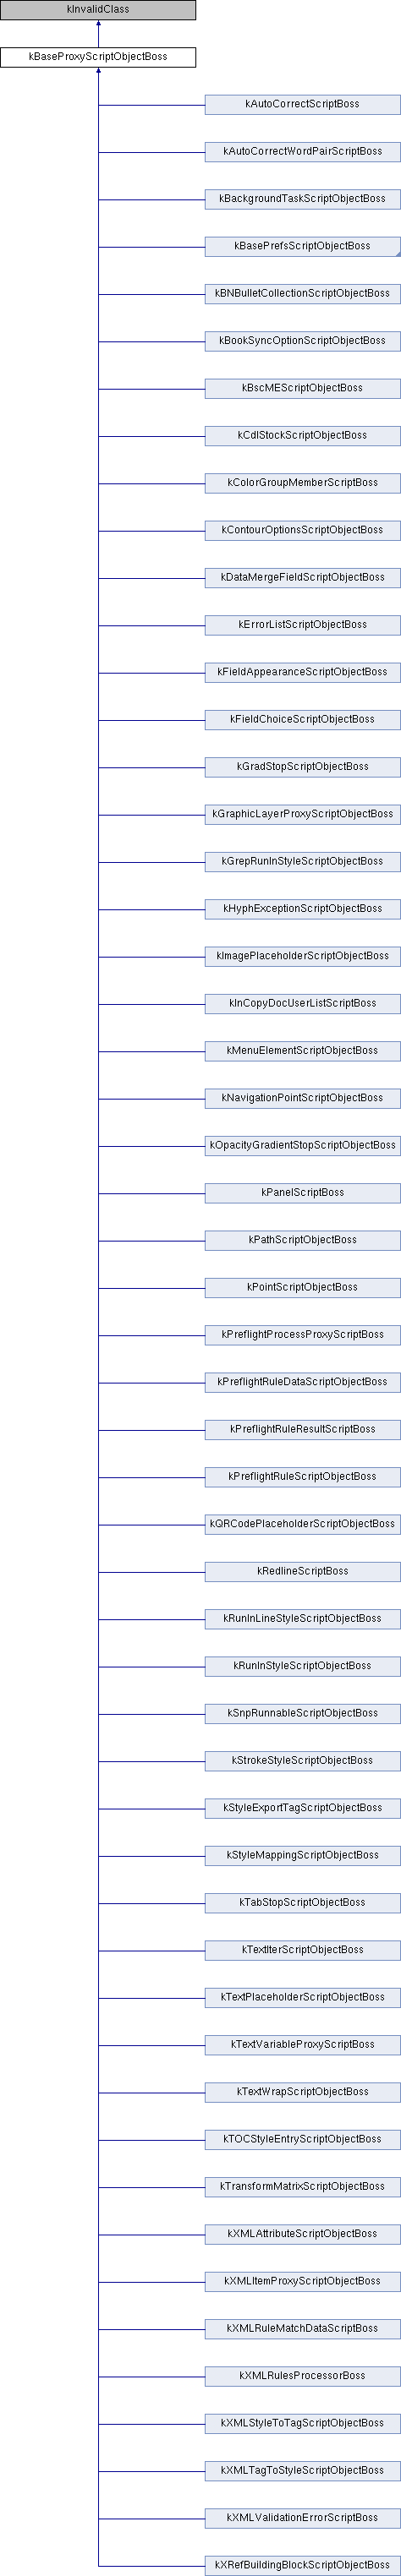 kInvalidClass
kBaseProxyScriptObjectBoss
kAutoCorrectScriptBoss
kAutoCorrectWordPairScriptBoss
kBackgroundTaskScriptObjectBoss
kBasePrefsScriptObjectBoss
kBNBulletCollectionScriptObjectBoss
kBookSyncOptionScriptObjectBoss
kBscMEScriptObjectBoss
kCdlStockScriptObjectBoss
kColorGroupMemberScriptBoss
kContourOptionsScriptObjectBoss
kDataMergeFieldScriptObjectBoss
kErrorListScriptObjectBoss
kFieldAppearanceScriptObjectBoss
kFieldChoiceScriptObjectBoss
kGradStopScriptObjectBoss
kGraphicLayerProxyScriptObjectBoss
kGrepRunInStyleScriptObjectBoss
kHyphExceptionScriptObjectBoss
kImagePlaceholderScriptObjectBoss
kInCopyDocUserListScriptBoss
kMenuElementScriptObjectBoss
kNavigationPointScriptObjectBoss
kOpacityGradientStopScriptObjectBoss
kPanelScriptBoss
kPathScriptObjectBoss
kPointScriptObjectBoss
kPreflightProcessProxyScriptBoss
kPreflightRuleDataScriptObjectBoss
kPreflightRuleResultScriptBoss
kPreflightRuleScriptObjectBoss
kQRCodePlaceholderScriptObjectBoss
kRedlineScriptBoss
kRunInLineStyleScriptObjectBoss
kRunInStyleScriptObjectBoss
kSnpRunnableScriptObjectBoss
kStrokeStyleScriptObjectBoss
kStyleExportTagScriptObjectBoss
kStyleMappingScriptObjectBoss
kTabStopScriptObjectBoss
kTextIterScriptObjectBoss
kTextPlaceholderScriptObjectBoss
kTextVariableProxyScriptBoss
kTextWrapScriptObjectBoss
kTOCStyleEntryScriptObjectBoss
kTransformMatrixScriptObjectBoss
kXMLAttributeScriptObjectBoss
kXMLItemProxyScriptObjectBoss
kXMLRuleMatchDataScriptBoss
kXMLRulesProcessorBoss
kXMLStyleToTagScriptObjectBoss
kXMLTagToStyleScriptObjectBoss
kXMLValidationErrorScriptBoss
kXRefBuildingBlockScriptObjectBoss